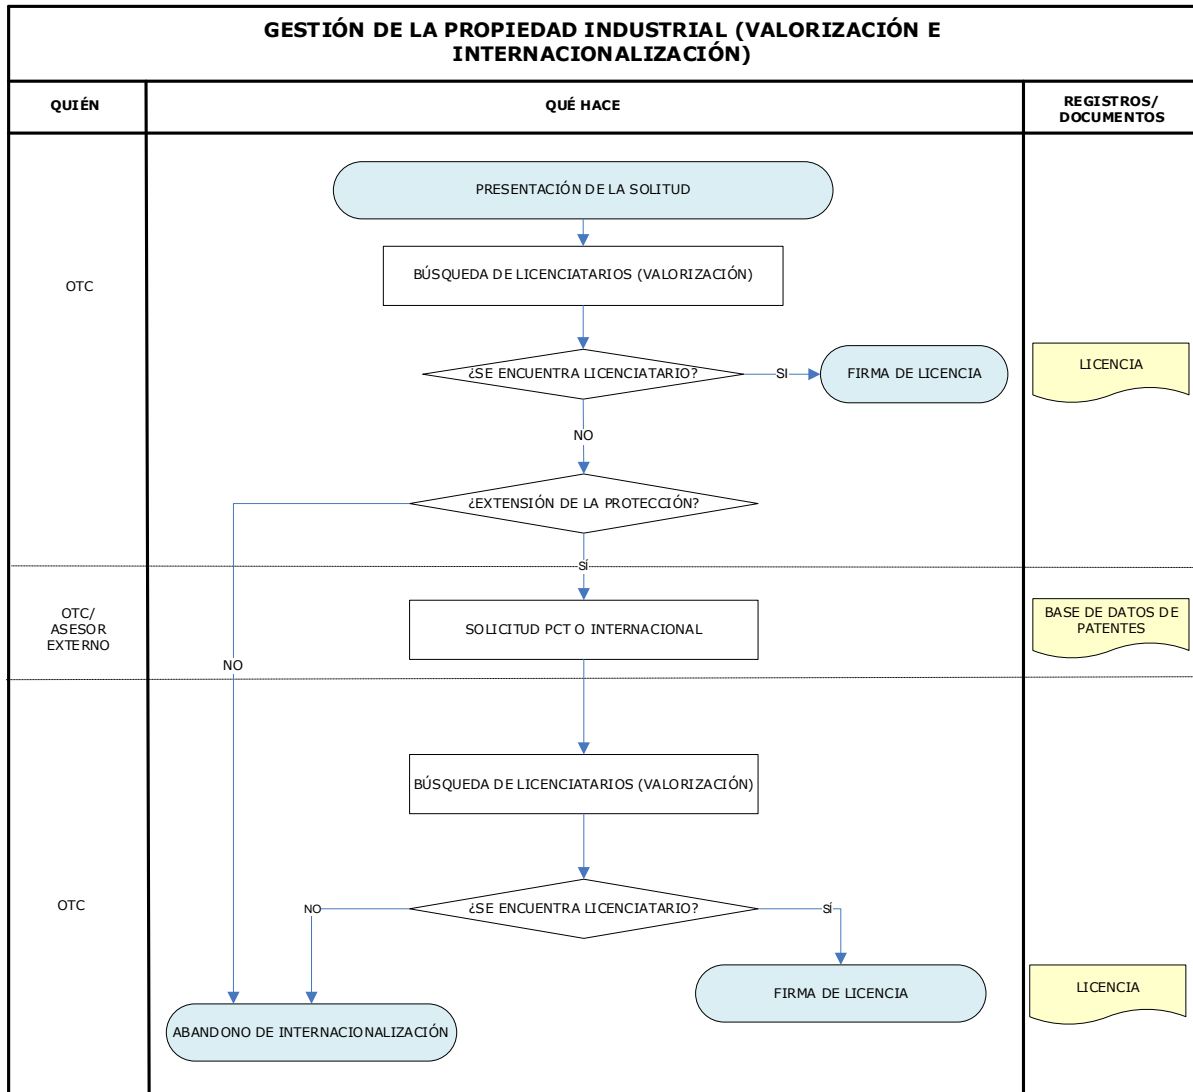 GESTIÓN DE LA PROPIEDAD INDUSTRIAL (VALORIZACIÓN E
INTERNACIONALIZACIÓN)
QUIÉN
QUÉ HACE
REGISTROS/
DOCUMENTOS
PRESENTACIÓN DE LA SOLITUD
OTC
BÚSQUEDA DE LICENCIATARIOS (VALORIZACIÓN)
¿SE ENCUENTRA LICENCIATARIO?
SI
FIRMA DE LICENCIA
LICENCIA
NO
¿EXTENSIÓN DE LA PROTECCIÓN?
SÍ
OTC/
ASESOR
EXTERNO
SOLICITUD PCT O INTERNACIONAL
BASE DE DATOS DE
PATENTES
NO
BÚSQUEDA DE LICENCIATARIOS (VALORIZACIÓN)
OTC
NO
¿SE ENCUENTRA LICENCIATARIO?
SÍ
FIRMA DE LICENCIA
LICENCIA
ABANDONO DE INTERNACIONALIZACIÓN